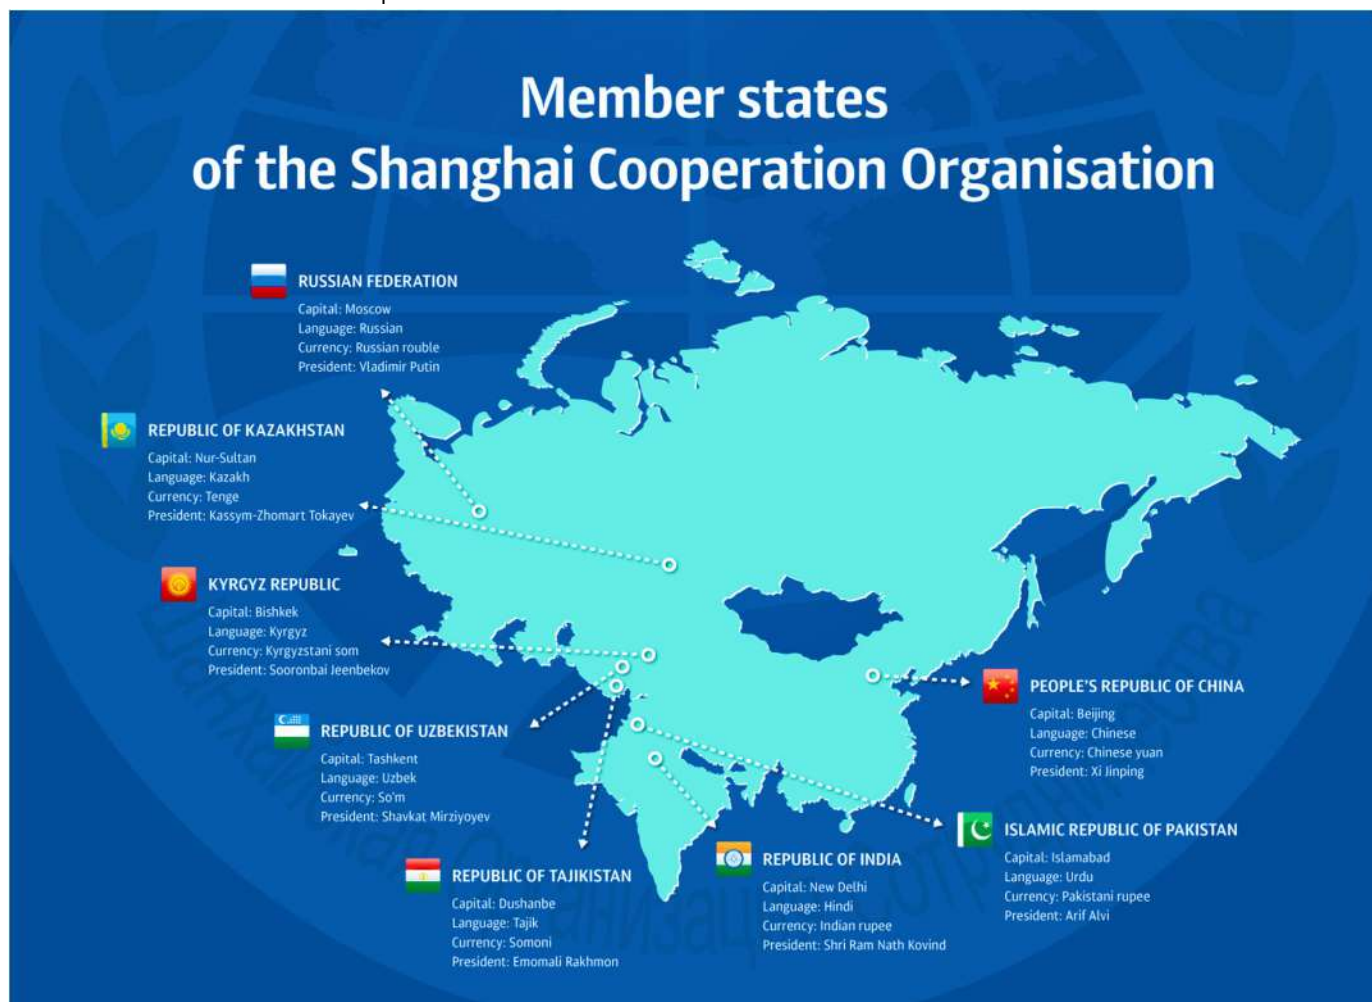 Member states
of the Shanghai Cooperation Organisation
RUSSIAN FEDERATION
Capital: Moscow
Language: Russian
Currency: Russian rouble
President: Vladimir Putin
REPUBLIC OF KAZAKHSTAN
Capital: Nur-Sultan
Language: Kazakh
Currency: Tenge
President: Kassym-Zhomart Tokayev
KYRGYZ REPUBLIC
Capital: Bishkek
Language: Kyrgyz
Currency: Kyrgyzstani som
President: Sooronbai Jeenbekov
REPUBLIC OF UZBEKISTAN
Capital: Tashkent
Language: Uzbek
Currency: So'm
President: Shavkat Mirziyoyev
REPUBLIC OF TAJIKISTAN
Capital: Dushanbe
Language: Tajik
Currency: Somoni
President: Emomali Rakhmon
REPUBLIC OF INDIA
Capital: New Delhi
Language: Hindi
Currency: Indian rupee
President: Shri Ram Nath Kovind
PEOPLE'S REPUBLIC OF CHINA
Capital: Beijing
Language: Chinese
Currency: Chinese yuan
President: Xi Jinping
ISLAMIC REPUBLIC OF PAKISTAN
Capital: Islamabad
Language: Urdu
Currency: Pakistani rupee
President: Arif Alvi